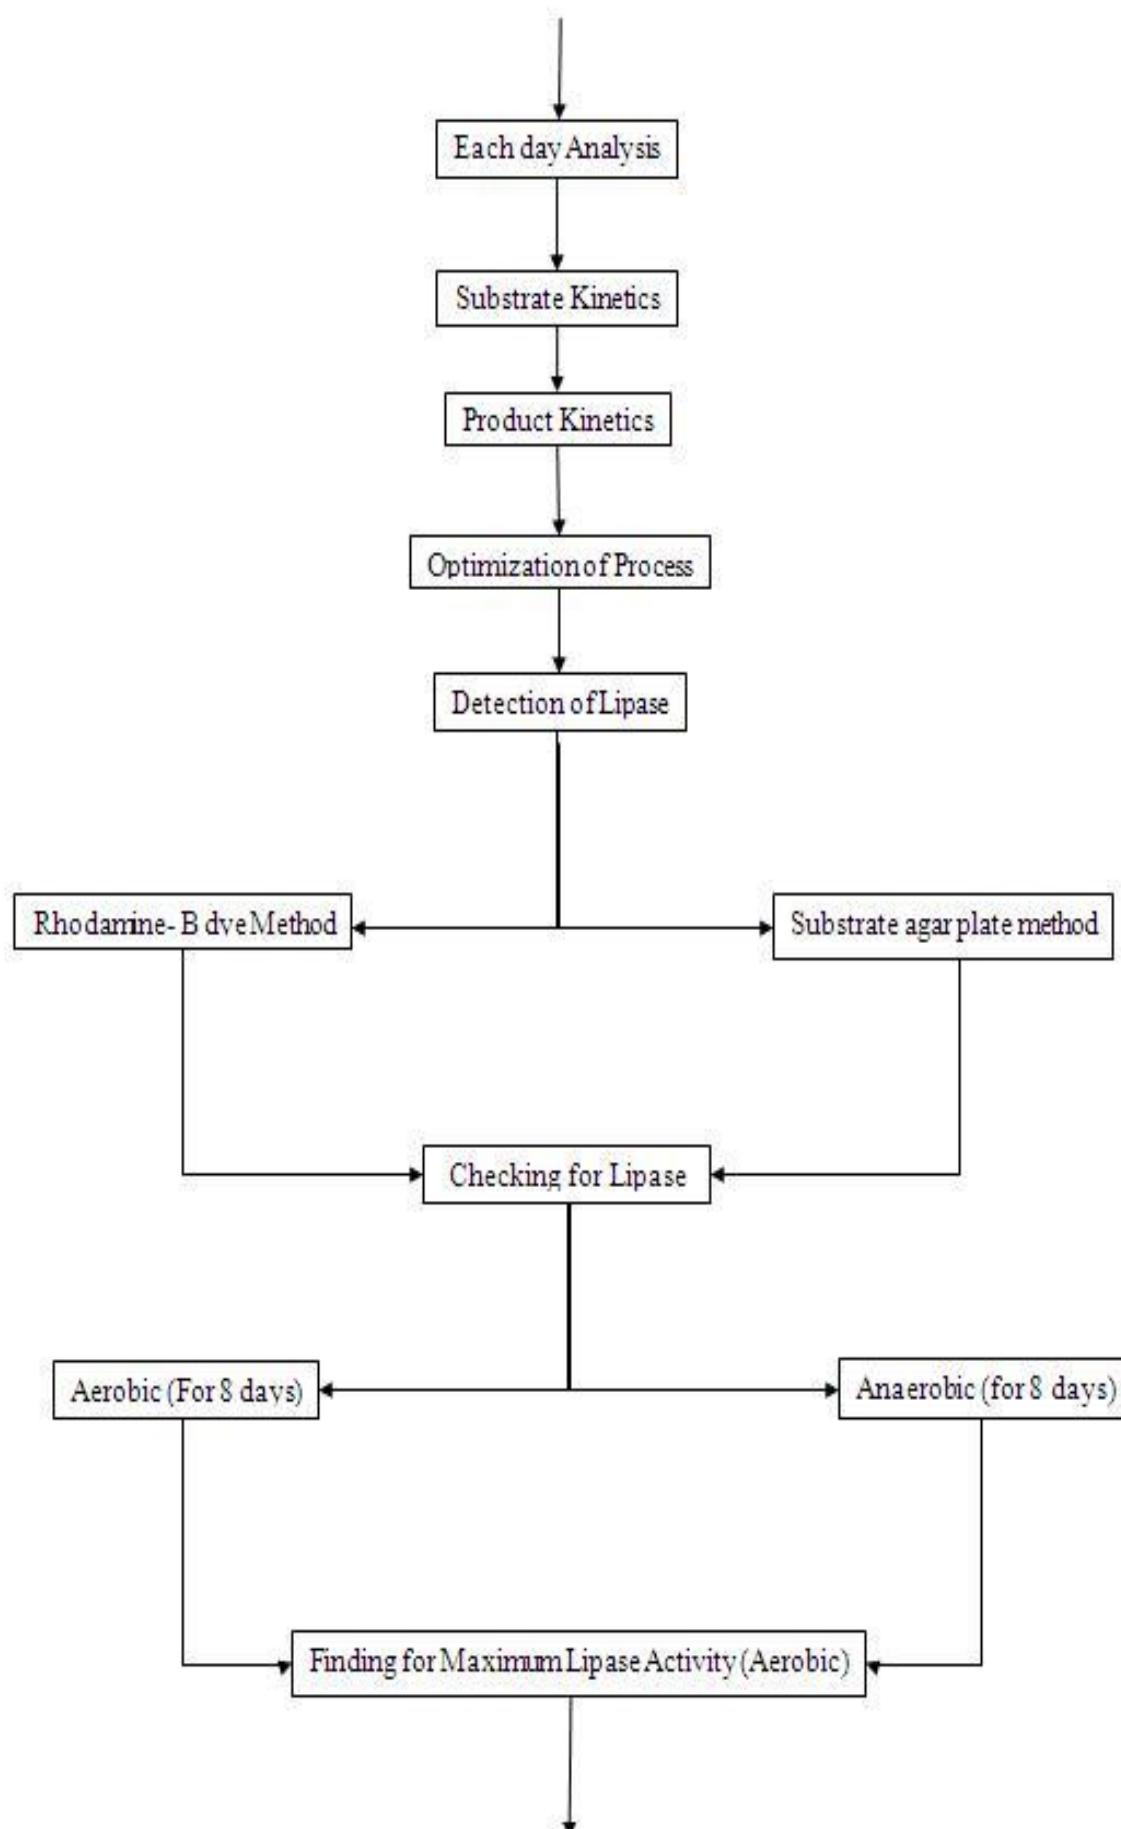 Each day Analysis
Substrate Kinetics
Product Kinetics
Optimization of Process
Detection of Lipase
Rhodamine- B dye Method
Substrate agar plate method
Checking for Lipase
Aerobic (For 8 days)
Anaerobic (for 8 days)
Finding for Maximum Lipase Activity (Aerobic)